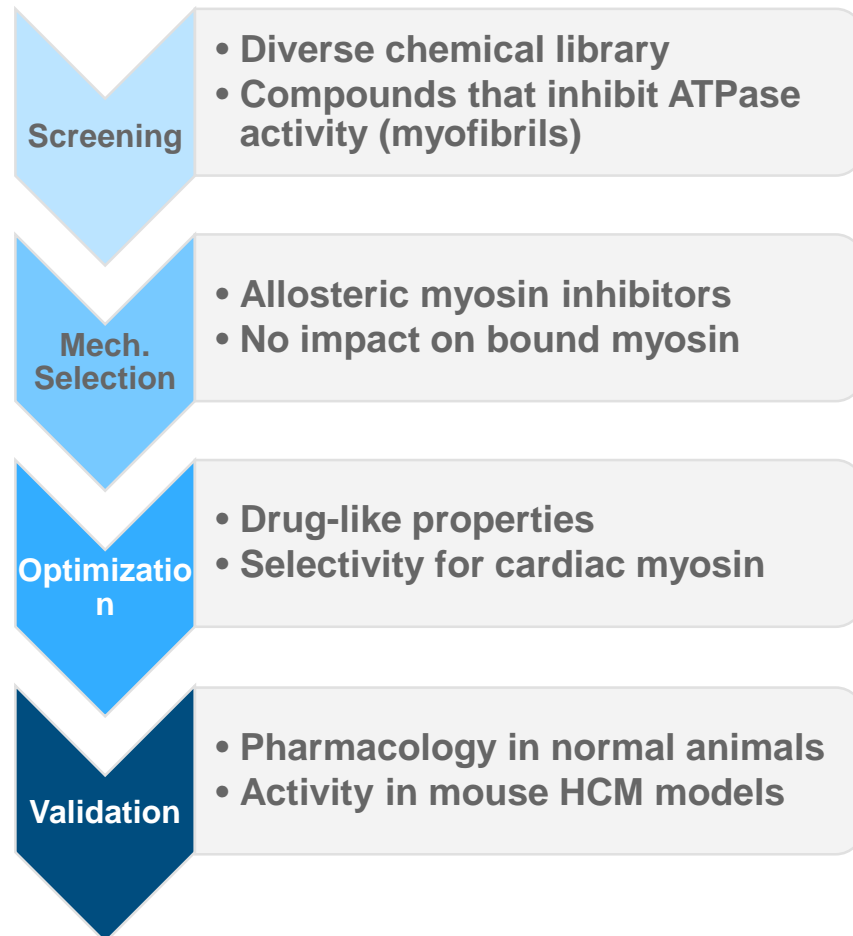 Screening
• Diverse chemical library
• Compounds that inhibit ATPase
activity (myofibrils)
Mech.
Selection
• Allosteric myosin inhibitors
• No impact on bound myosin
Optimizatio
n
• Drug-like properties
• Selectivity for cardiac myosin
Validation
• Pharmacology in normal animals
• Activity in mouse HCM models